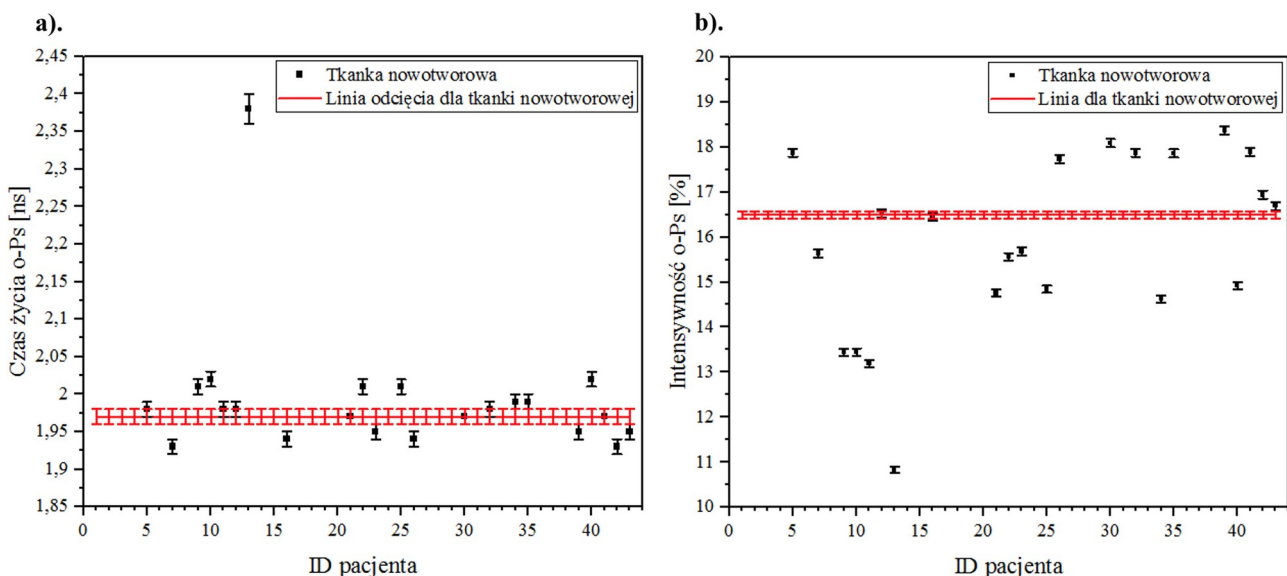 a).
2,45
2,4
2,35
2,3
2,25
2,2
2,15
2,1
2,05
2
1,95
1,9
1,85
Czas życia o-Ps [ns]
Tkanka nowotworowa
Linia odcięcia dla tkanki nowotworowej
0 5 10 15 20 25 30 35 40
ID pacjenta
b).
20
19
18
17
16
15
14
13
12
11
10
Intensywność o-Ps [%]
Tkanka nowotworowa
Linia dla tkanki nowotworowej
0 5 10 15 20 25 30 35 40
ID pacjenta